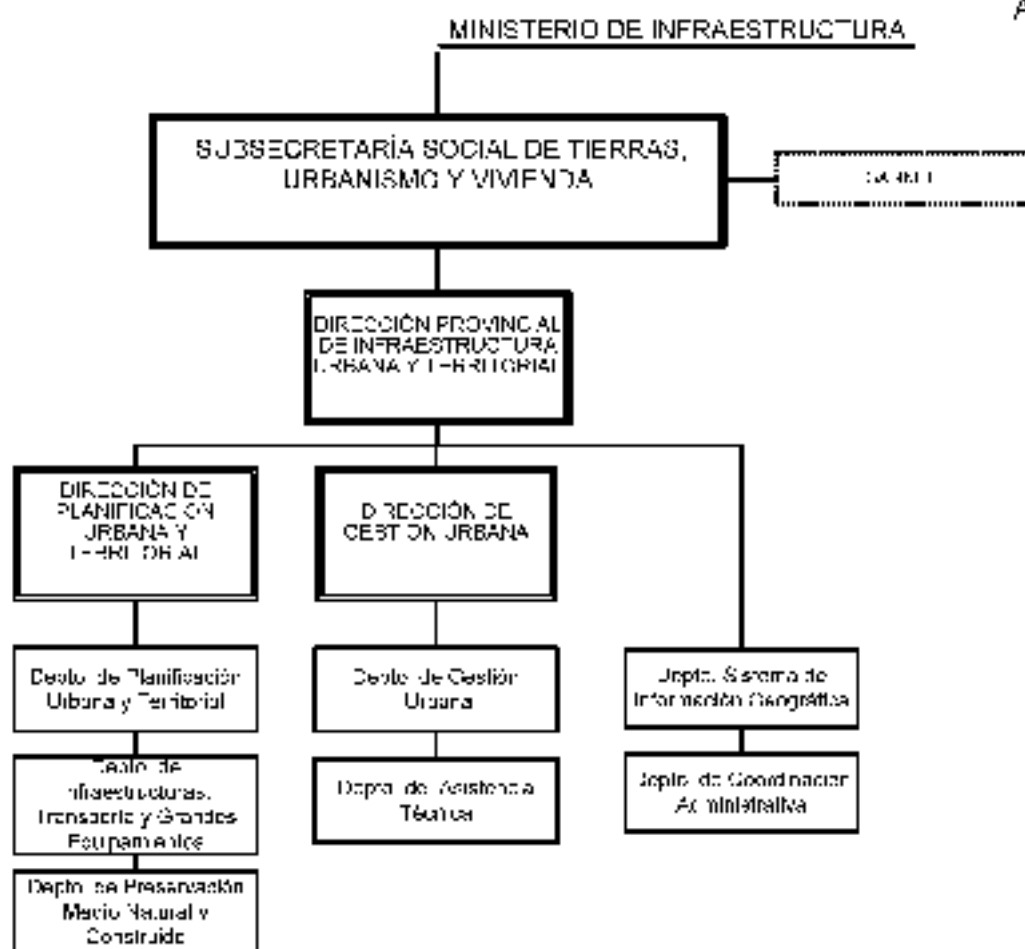 MINISTERIO DE INFRAESTRUCTURA
SUBSECRETARÍA SOCIAL DE TIERRAS,
URBANISMO Y VIVIENDA
DIRECCIÓN PROVINCIAL
DE INFRAESTRUCTURA
URBANA Y TERRITORIAL
DIRECCIÓN DE
PLANIFICACION
URBANA Y
TERRITORIAL
DIRECCIÓN DE
GESTION URBANA
Depto. de Planificación
Urbana y Territorial
Depto. de Gestión
Urbana
Depto. Sistema de
Información Geográfica
Depto. de
Infraestructuras,
Transporte y Grandes
Equipamientos
Depto. de Asistencia
Técnica
Depto. de Coordinación
Administrativa
Depto. de Preservación
Medio Natural y
Construido